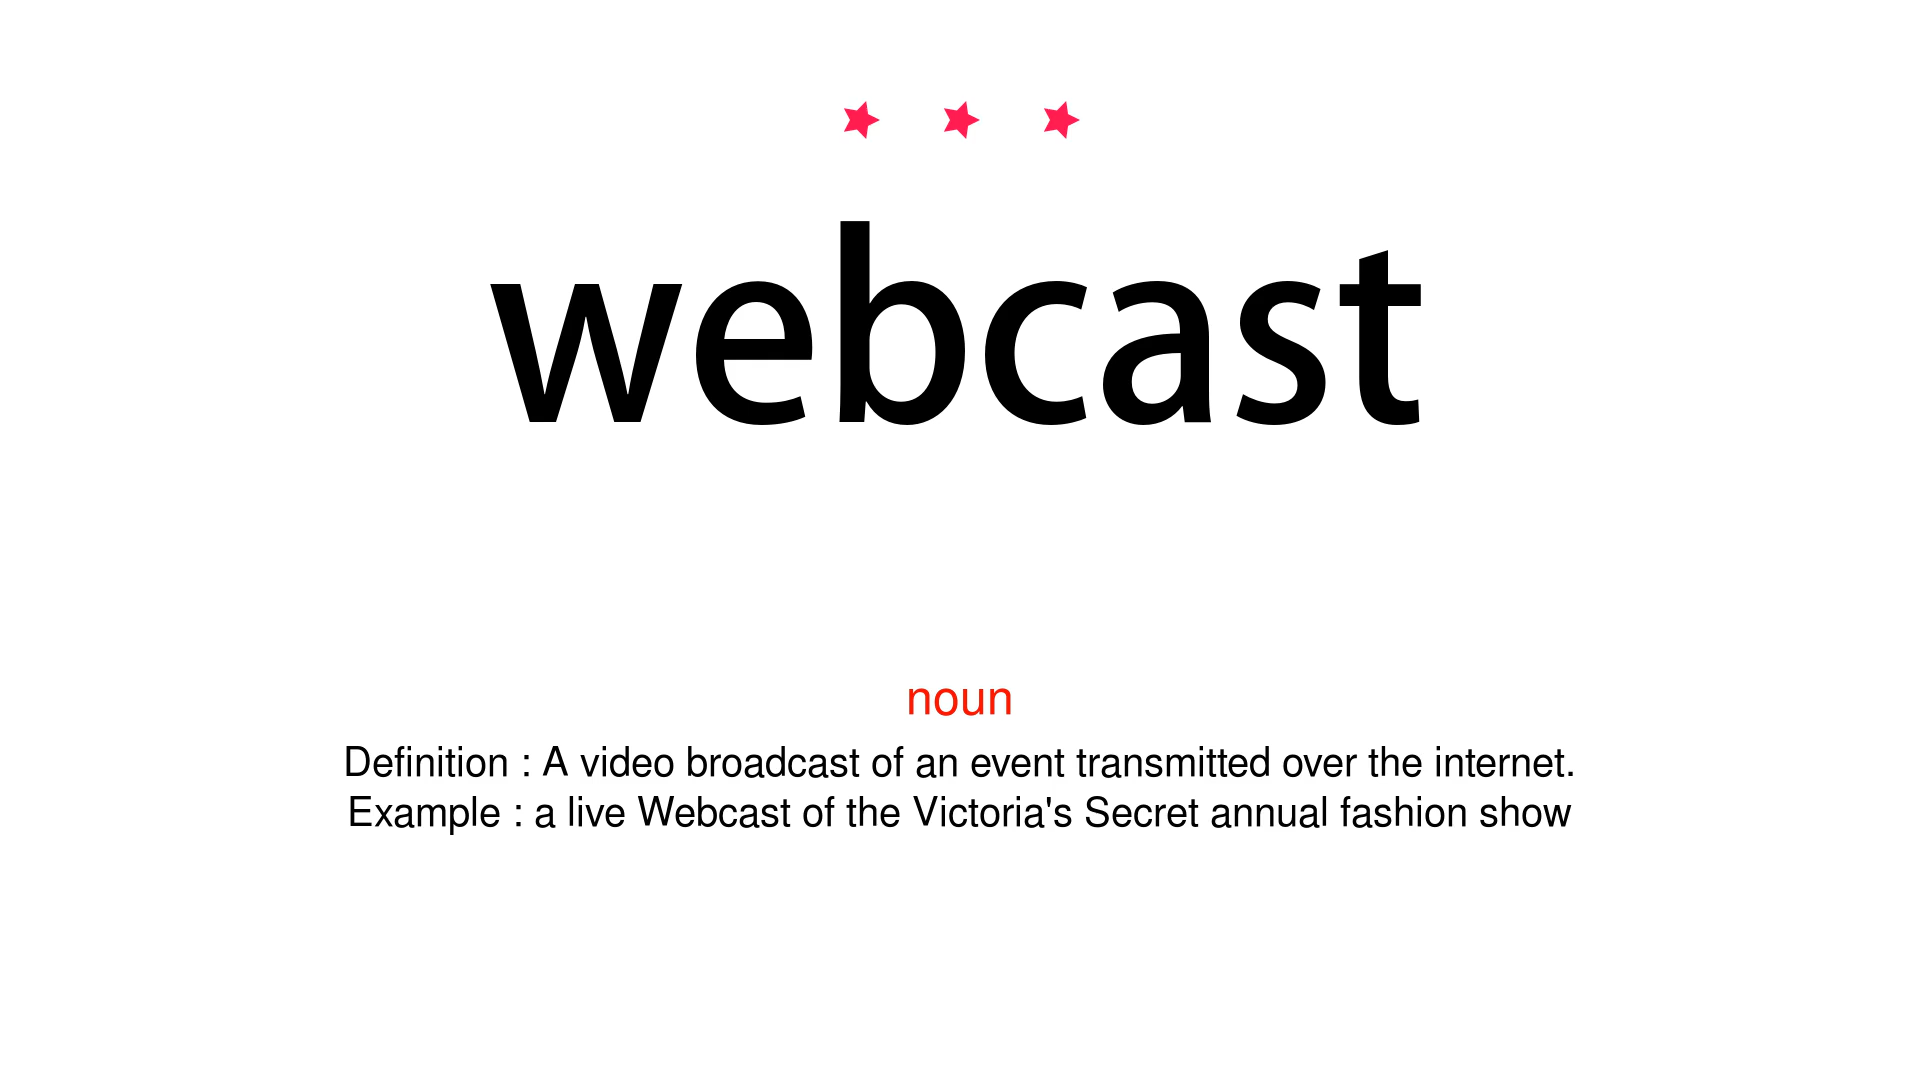 webcast
noun
Definition : A video broadcast of an event transmitted over the internet.
Example : a live Webcast of the Victoria's Secret annual fashion show